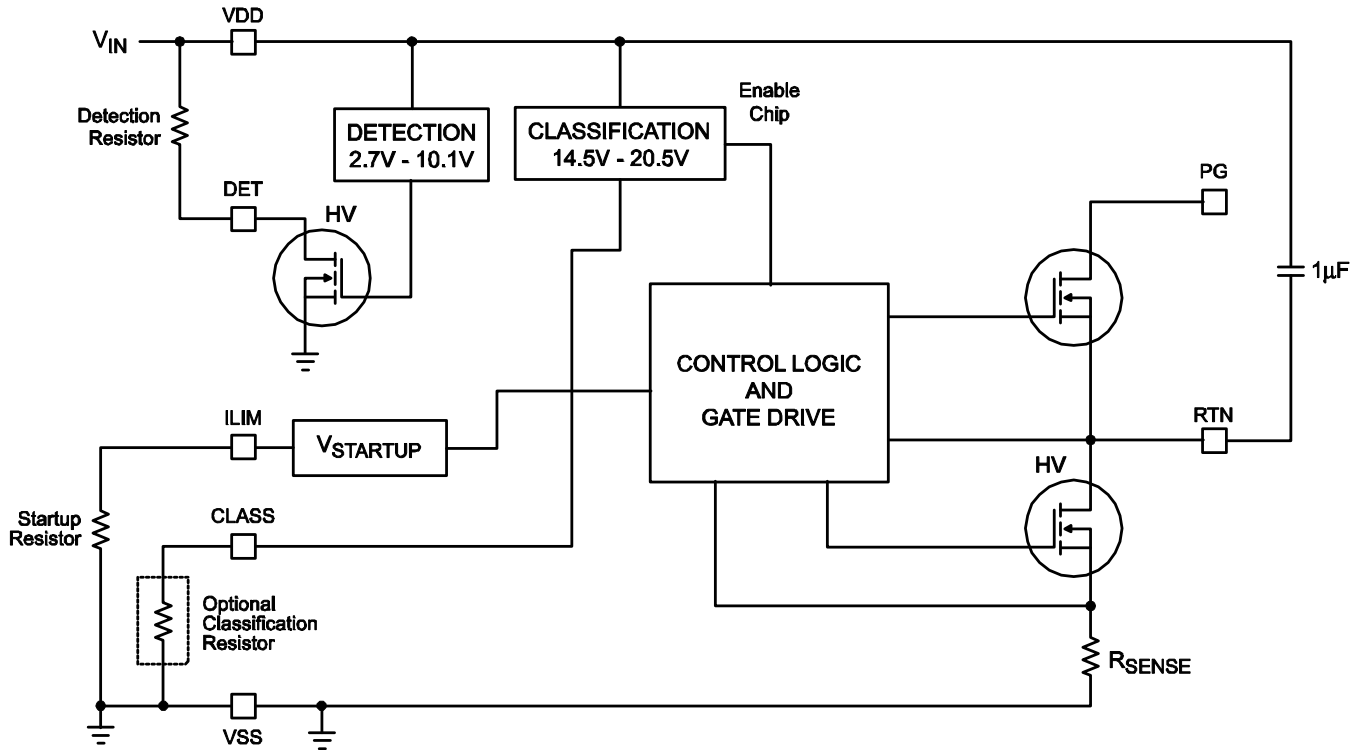 VDD
VIN
Enable
Chip
Detection
Resistor
DETECTION
2.7V - 10.1V
CLASSIFICATION
14.5V - 20.5V
PG
DET
HV
1µF
CONTROL LOGIC
AND
GATE DRIVE
ILIM
VSTARTUP
RTN
HV
Startup
Resistor
CLASS
Optional
Classification
Resistor
RSENSE
VSS